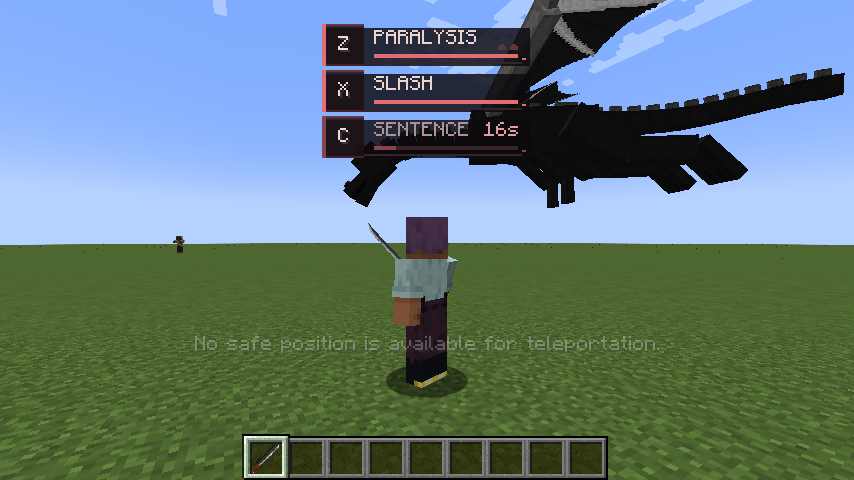 Z PARALYSIS
X SLASH
C SENTENCE 16s
No safe position is available for teleportation.